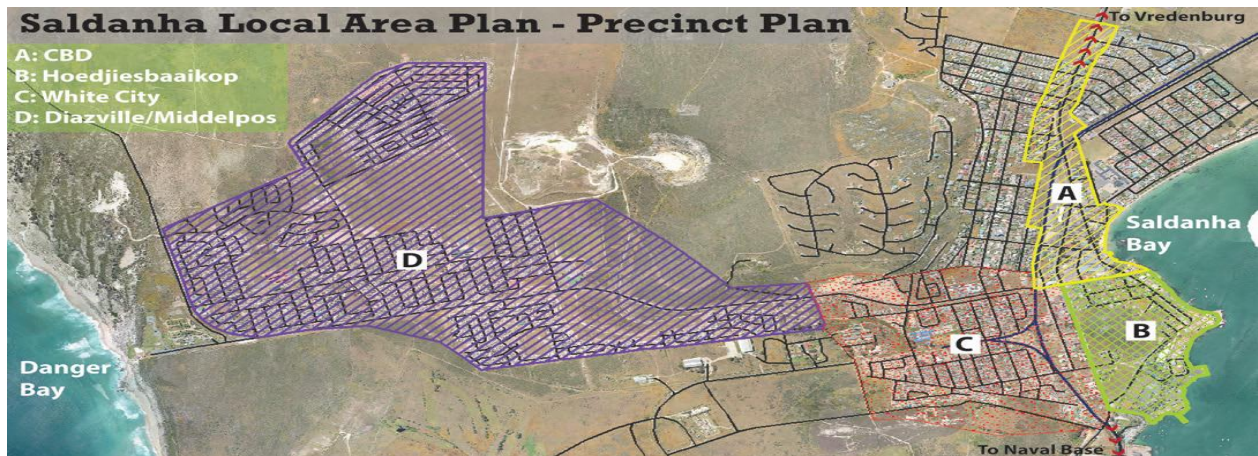 Saldanha Local Area Plan - Precinct Plan
To Vredenburg
A: CBD
B: Hoedjiesbaaikop
C: White City
D: Diazville/Middelpos
A
Saldanha
Bay
D
B
C
Danger
Bay
To Naval Base